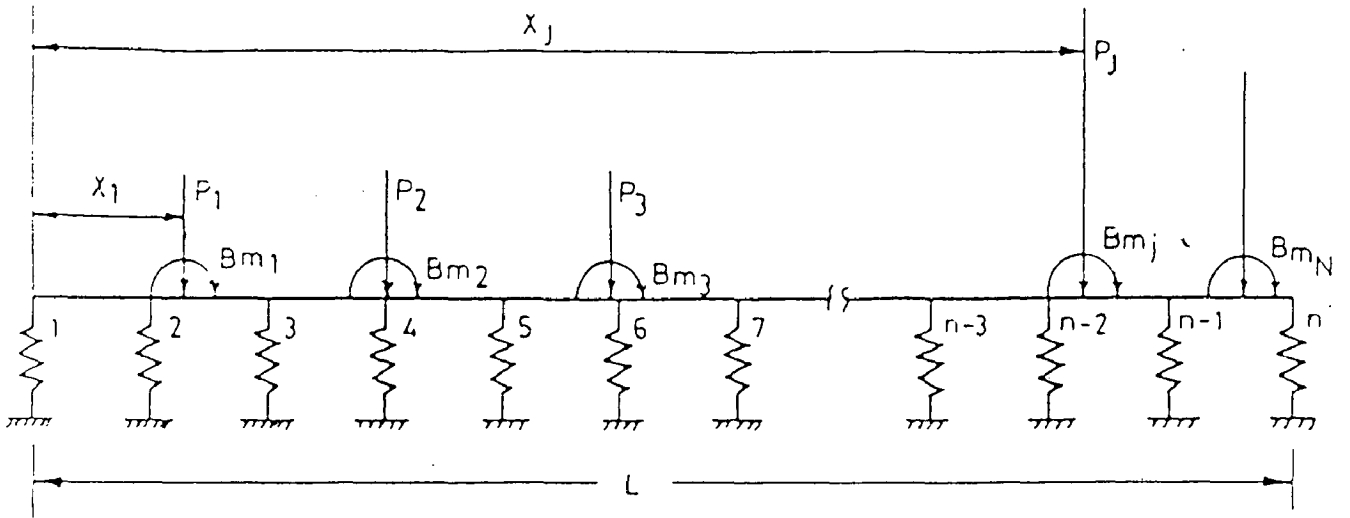 X_J
P_J
X_1
P_1
P_2
P_3
Bm_1
Bm_2
Bm_3
Bm_j
Bm_N
1
2
3
4
5
6
7
n-3
n-2
n-1
n
L